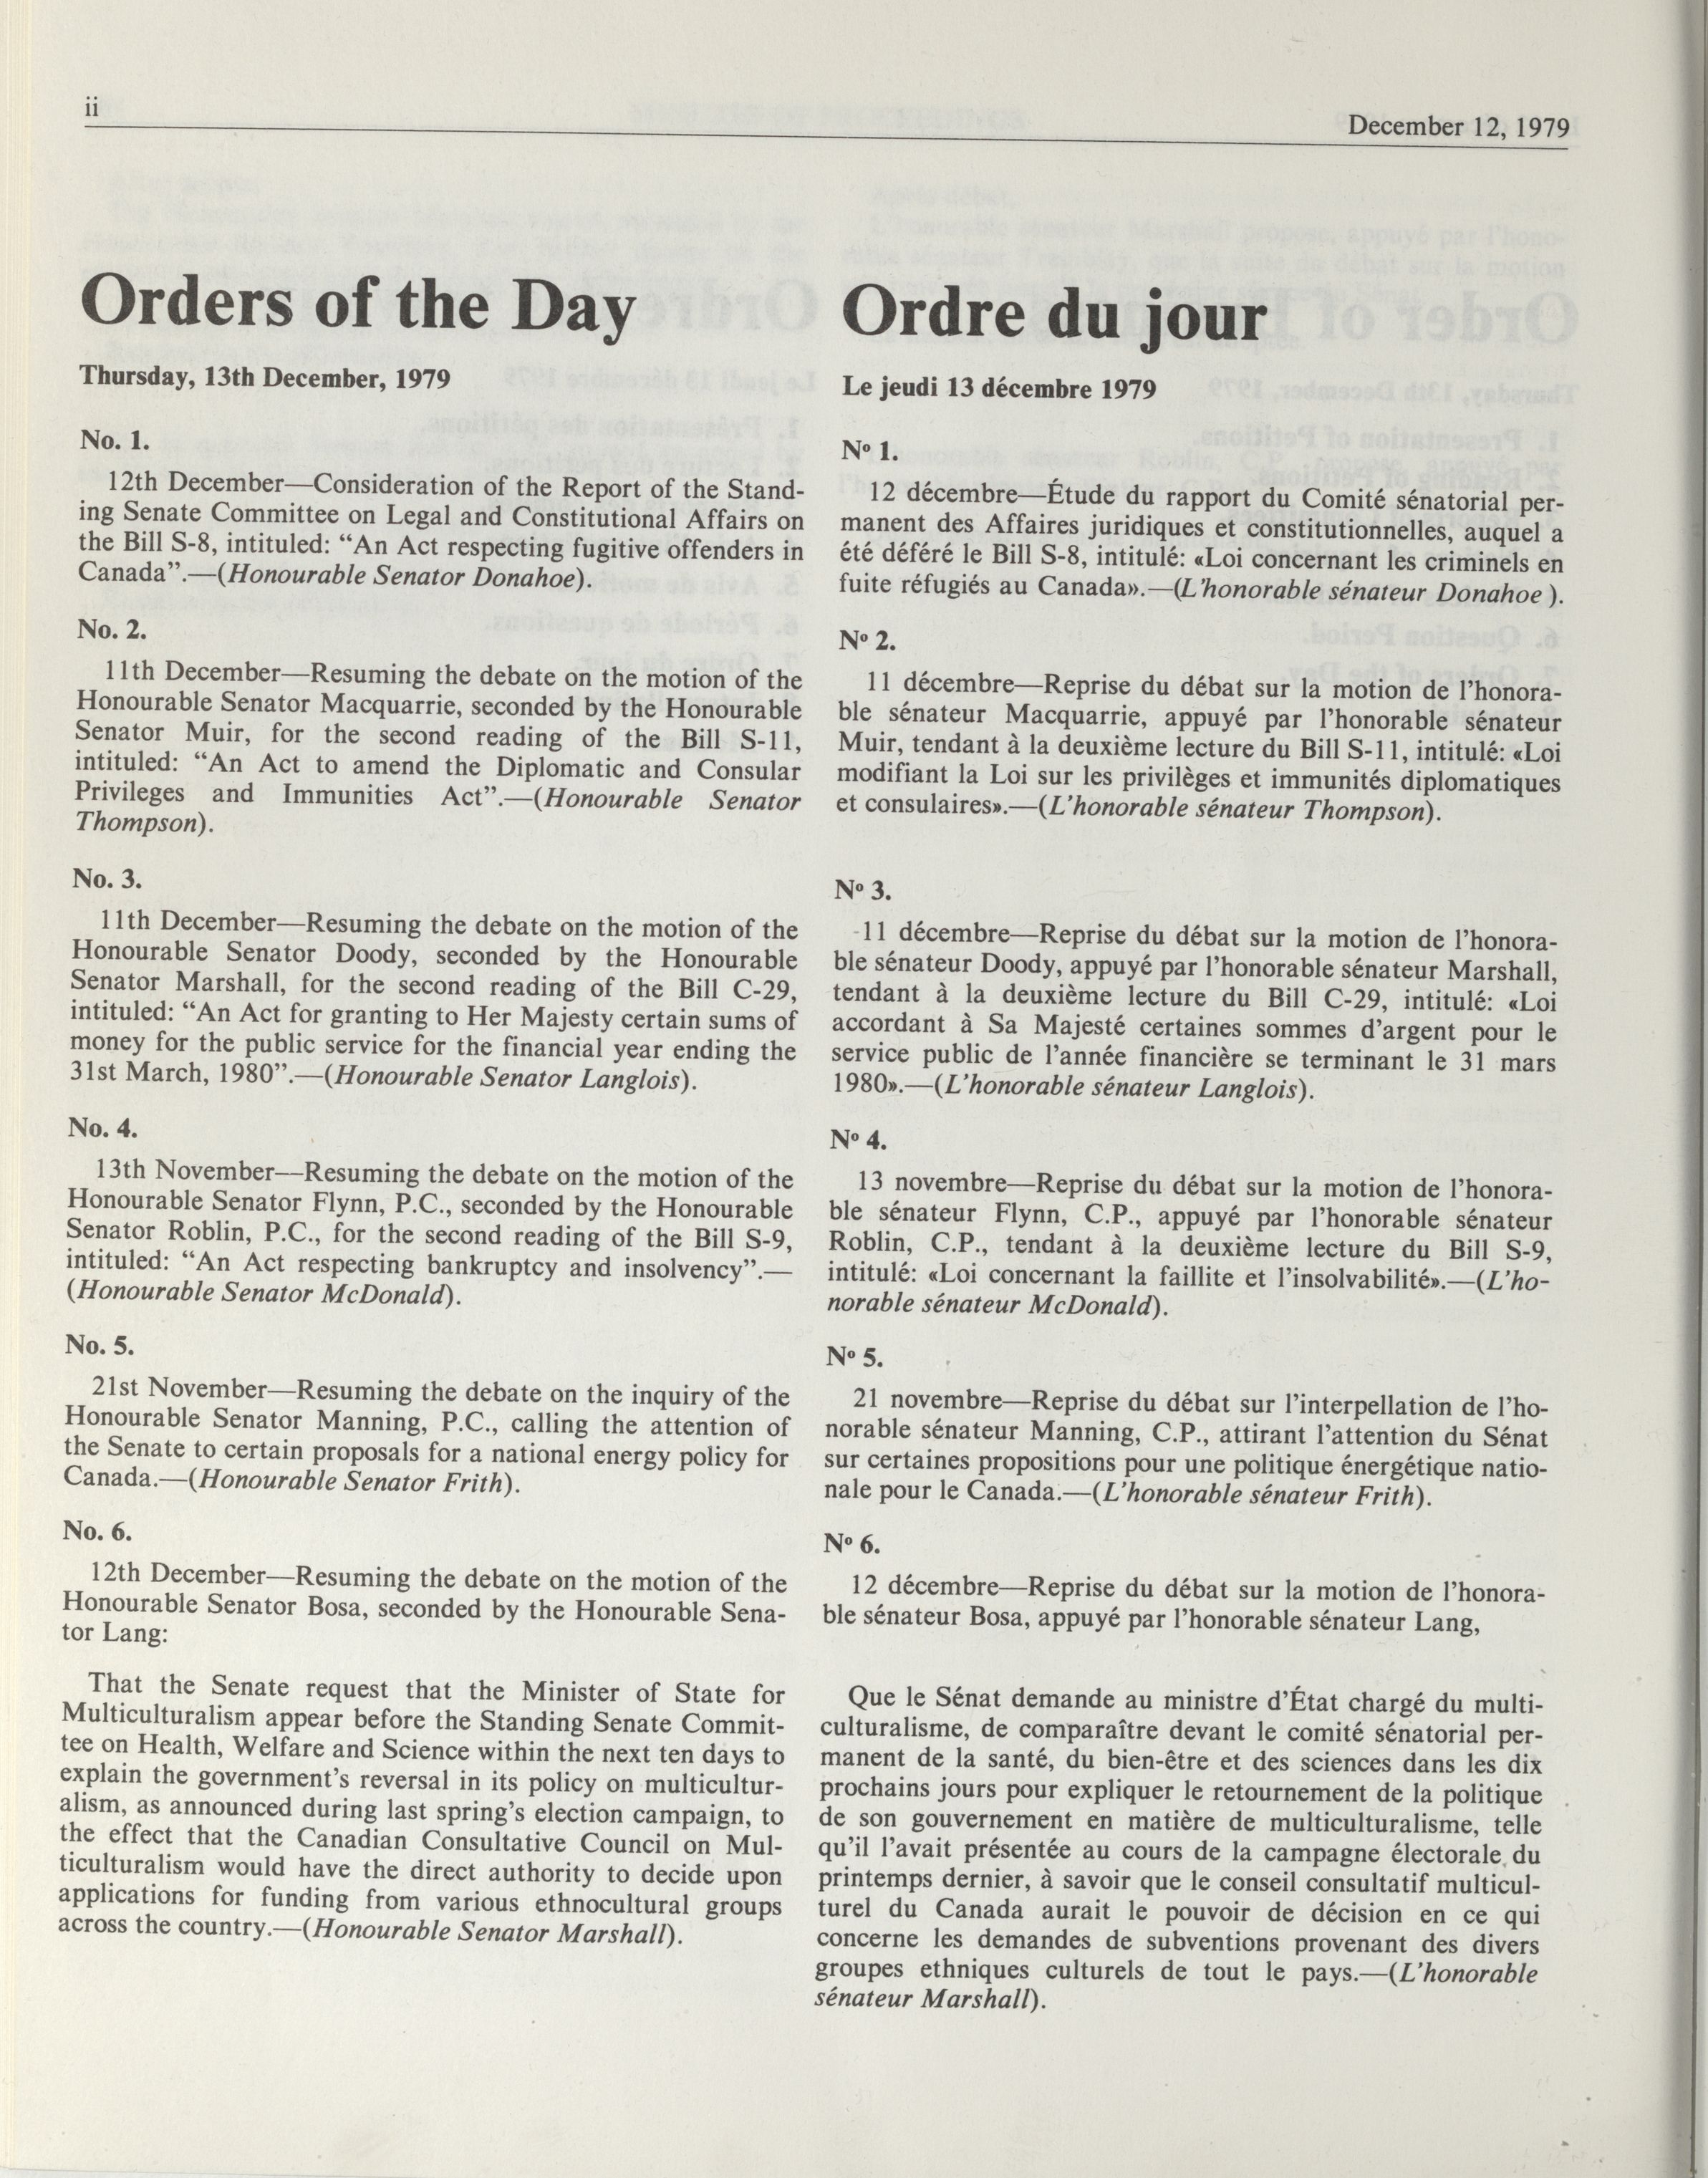 ii
December 12, 1979
Orders of the Day
Thursday, 13th December, 1979
No. 1.
12th December—Consideration of the Report of the Stand-
ing Senate Committee on Legal and Constitutional Affairs on
the Bill S-8, intituled: “An Act respecting fugitive offenders in
Canada”.—(Honourable Senator Donahoe).
No. 2.
11th December—Resuming the debate on the motion of the
Honourable Senator Macquarrie, seconded by the Honourable
Senator Muir, for the second reading of the Bill S-11,
intituled: “An Act to amend the Diplomatic and Consular
Privileges and Immunities Act”.—(Honourable Senator
Thompson).
No. 3.
11th December—Resuming the debate on the motion of the
Honourable Senator Doody, seconded by the Honourable
Senator Marshall, for the second reading of the Bill C-29,
intituled: “An Act for granting to Her Majesty certain sums of
money for the public service for the financial year ending the
31st March, 1980”.—(Honourable Senator Langlois).
No. 4.
13th November—Resuming the debate on the motion of the
Honourable Senator Flynn, P.C., seconded by the Honourable
Senator Roblin, P.C., for the second reading of the Bill S-9,
intituled: “An Act respecting bankruptcy and insolvency”.—
(Honourable Senator McDonald).
No. 5.
21st November—Resuming the debate on the inquiry of the
Honourable Senator Manning, P.C., calling the attention of
the Senate to certain proposals for a national energy policy for
Canada.—(Honourable Senator Frith).
No. 6.
12th December—Resuming the debate on the motion of the
Honourable Senator Bosa, seconded by the Honourable Sena-
tor Lang:
That the Senate request that the Minister of State for
Multiculturalism appear before the Standing Senate Commit-
tee on Health, Welfare and Science within the next ten days to
explain the government’s reversal in its policy on multicultur-
alism, as announced during last spring’s election campaign, to
the effect that the Canadian Consultative Council on Mul-
ticulturalism would have the direct authority to decide upon
applications for funding from various ethnocultural groups
across the country.—(Honourable Senator Marshall).
Ordre du jour
Le jeudi 13 décembre 1979
Nº 1.
12 décembre—Étude du rapport du Comité sénatorial per-
manent des Affaires juridiques et constitutionnelles, auquel a
été déféré le Bill S-8, intitulé: «Loi concernant les criminels en
fuite réfugiés au Canada».—(L’honorable sénateur Donahoe ).
Nº 2.
11 décembre—Reprise du débat sur la motion de l’honora-
ble sénateur Macquarrie, appuyé par l’honorable sénateur
Muir, tendant à la deuxième lecture du Bill S-11, intitulé: «Loi
modifiant la Loi sur les privilèges et immunités diplomatiques
et consulaires».—(L’honorable sénateur Thompson).
Nº 3.
11 décembre—Reprise du débat sur la motion de l’honora-
ble sénateur Doody, appuyé par l’honorable sénateur Marshall,
tendant à la deuxième lecture du Bill C-29, intitulé: «Loi
accordant à Sa Majesté certaines sommes d’argent pour le
service public de l’année financière se terminant le 31 mars
1980».—(L’honorable sénateur Langlois).
Nº 4.
13 novembre—Reprise du débat sur la motion de l’honora-
ble sénateur Flynn, C.P., appuyé par l’honorable sénateur
Roblin, C.P., tendant à la deuxième lecture du Bill S-9,
intitulé: «Loi concernant la faillite et l’insolvabilité».—(L’ho-
norable sénateur McDonald).
Nº 5.
21 novembre—Reprise du débat sur l’interpellation de l’ho-
norable sénateur Manning, C.P., attirant l’attention du Sénat
sur certaines propositions pour une politique énergétique natio-
nale pour le Canada.—(L’honorable sénateur Frith).
Nº 6.
12 décembre—Reprise du débat sur la motion de l’honora-
ble sénateur Bosa, appuyé par l’honorable sénateur Lang,
Que le Sénat demande au ministre d’État chargé du multi-
culturalisme, de comparaître devant le comité sénatorial per-
manent de la santé, du bien-être et des sciences dans les dix
prochains jours pour expliquer le retournement de la politique
de son gouvernement en matière de multiculturalisme, telle
qu’il l’avait présentée au cours de la campagne électorale du
printemps dernier, à savoir que le conseil consultatif multicul-
turel du Canada aurait le pouvoir de décision en ce qui
concerne les demandes de subventions provenant des divers
groupes ethniques culturels de tout le pays.—(L’honorable
sénateur Marshall).